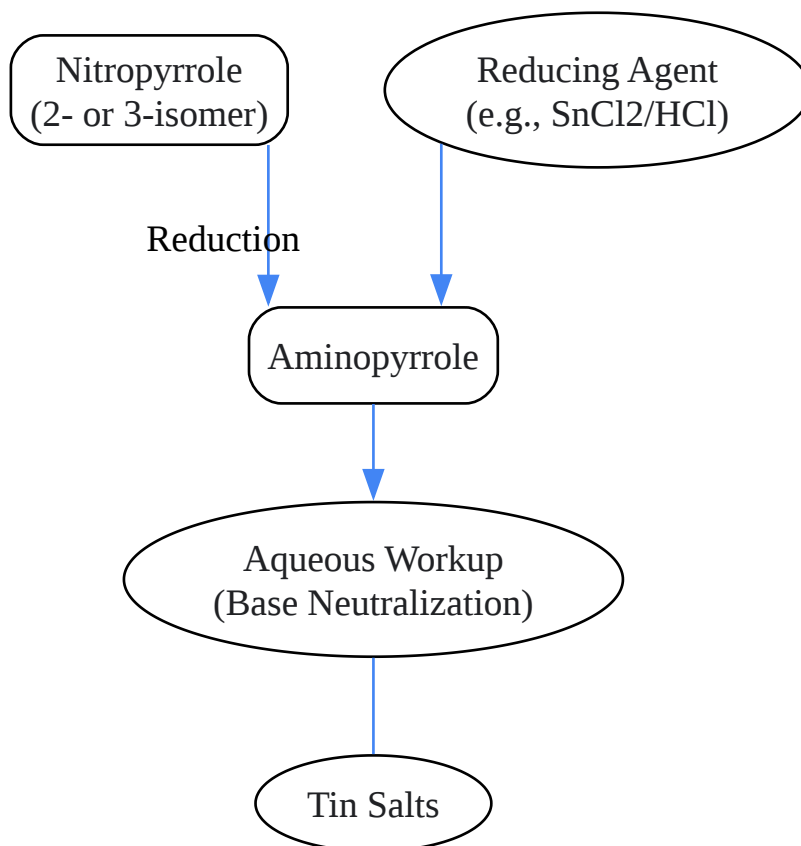 Nitropyrrole
(2- or 3-isomer)
Reducing Agent
(e.g., SnCl2/HCl)
Reduction
Aminopyrrole
Aqueous Workup
(Base Neutralization)
Tin Salts